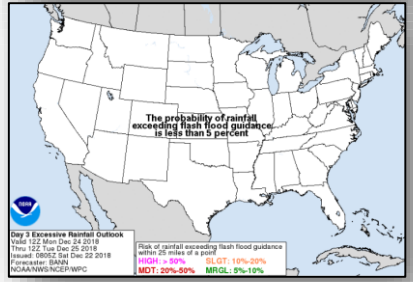 The probability of rainfall
exceeding flash flood guidance
is less than 5 percent
noaa
Day 3 Excessive Rainfall Outlook
Valid 12Z Mon Dec 24 2018
Thru 12Z Tue Dec 25 2018
Issued: 0805Z Sat Dec 22 2018
Forecaster: BANN
NOAA/NWS/NCEP/WPC
Risk of rainfall exceeding flash flood guidance
within 25 miles of a point
HIGH: > 50% SLGT: 10%-20%
MDT: 20%-50% MRGL: 5%-10%